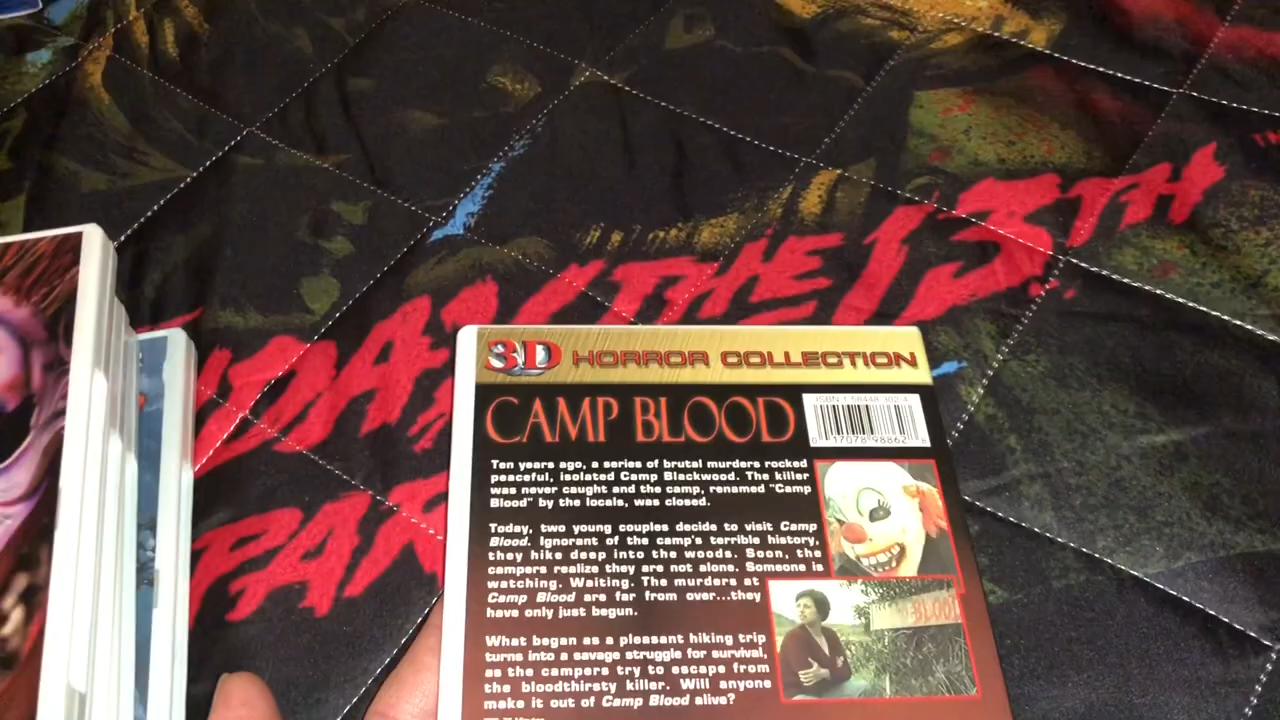 DAY THE 13TH
PAR
3D HORROR COLLECTION
CAMP BLOOD
ISBN 1-58448-302-4
0 17078 98862 8
Ten years ago, a series of brutal murders rocked
peaceful, isolated Camp Blackwood. The killer
was never caught and the camp, renamed "Camp
Blood" by the locals, was closed.
Today, two young couples decide to visit Camp
Blood. Ignorant of the camp's terrible history,
they hike deep into the woods. Soon, the
campers realize they are not alone. Someone is
watching. Waiting. The murders at
Camp Blood are far from over...they
have only just begun.
BLOOD
What began as a pleasant hiking trip
turns into a savage struggle for survival,
as the campers try to escape from
the bloodthirsty killer. Will anyone
make it out of Camp Blood alive?